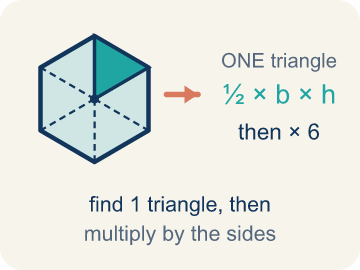 ONE triangle
½ × b × h
then × 6
find 1 triangle, then
multiply by the sides